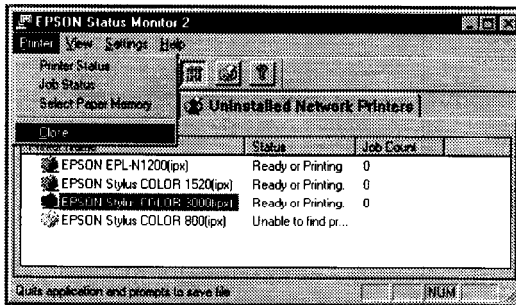 EPSON Status Monitor 2
Printer View Settings Help
Printer Status
Job Status
Select Paper Memory
Close
Uninstalled Network Printers
Name Status Job Count
EPSON EPL-N1200(ipx) Ready or Printing 0
EPSON Stylus COLOR 1520(ipx) Ready or Printing. 0
EPSON Stylus COLOR 3000(ipx) Ready or Printing. 0
EPSON Stylus COLOR 800(ipx) Unable to find pr...
Quits application and prompts to save file NUM